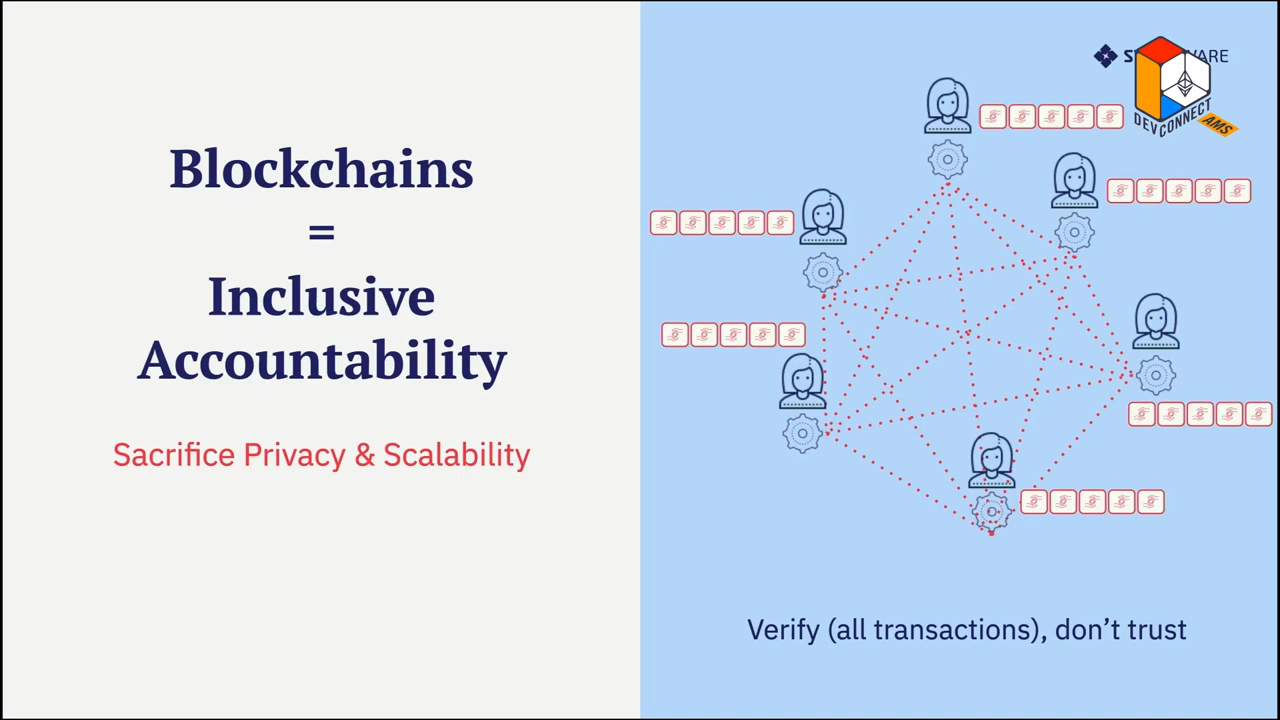 Blockchains
=
Inclusive
Accountability
Sacrifice Privacy & Scalability
DEVCONNECT
AMS
Verify (all transactions), don’t trust